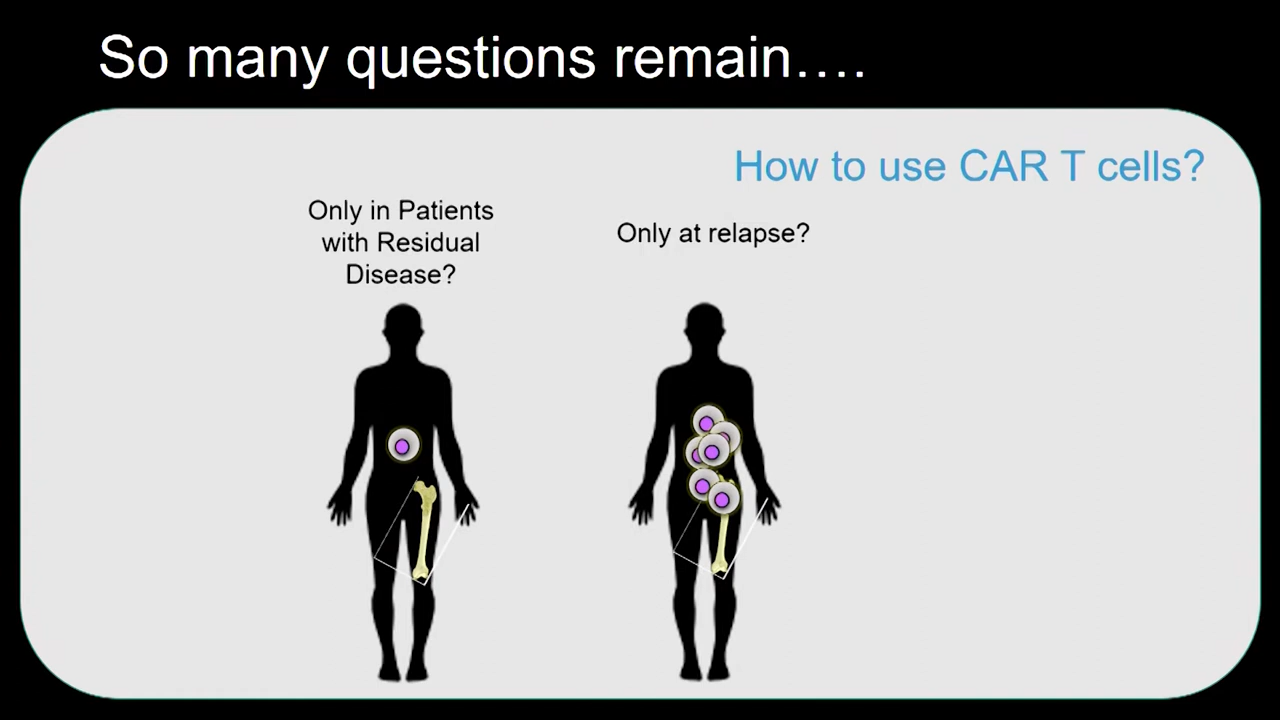 So many questions remain….
How to use CAR T cells?
Only in Patients
with Residual
Disease?
Only at relapse?